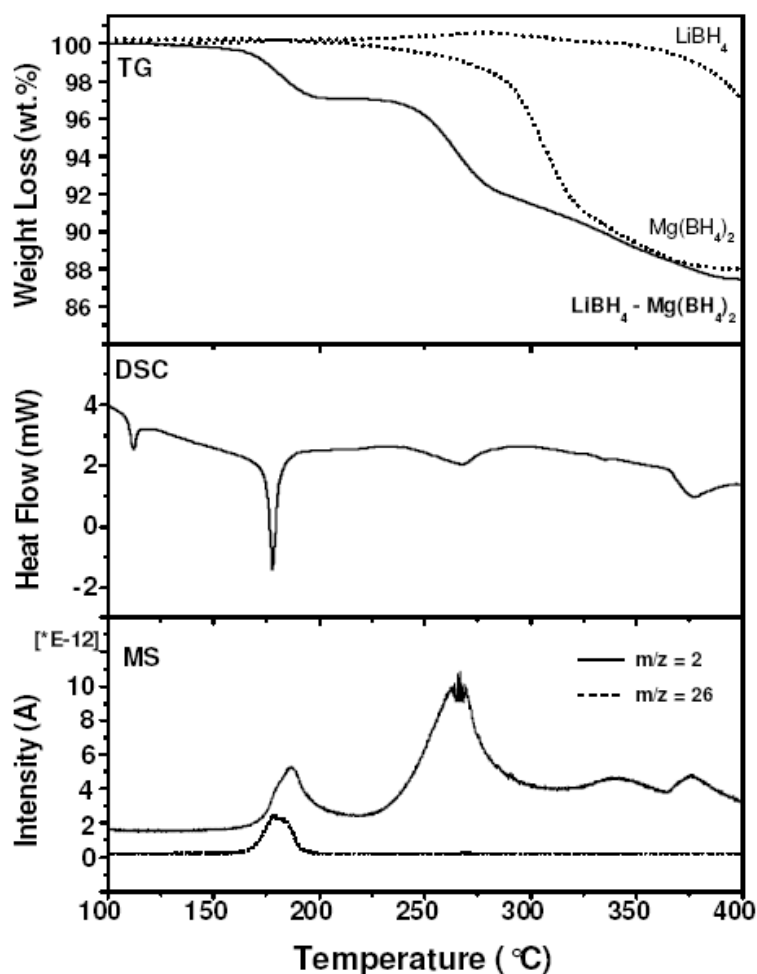 TG
LiBH4
Mg(BH4)2
LiBH4 - Mg(BH4)2
100
98
96
94
92
90
88
86
Weight Loss (wt.%)
DSC
4
2
0
-2
Heat Flow (mW)
[*E-12]
MS
m/z = 2
m/z = 26
10
8
6
4
2
0
Intensity (A)
100 150 200 250 300 350 400
Temperature (°C)